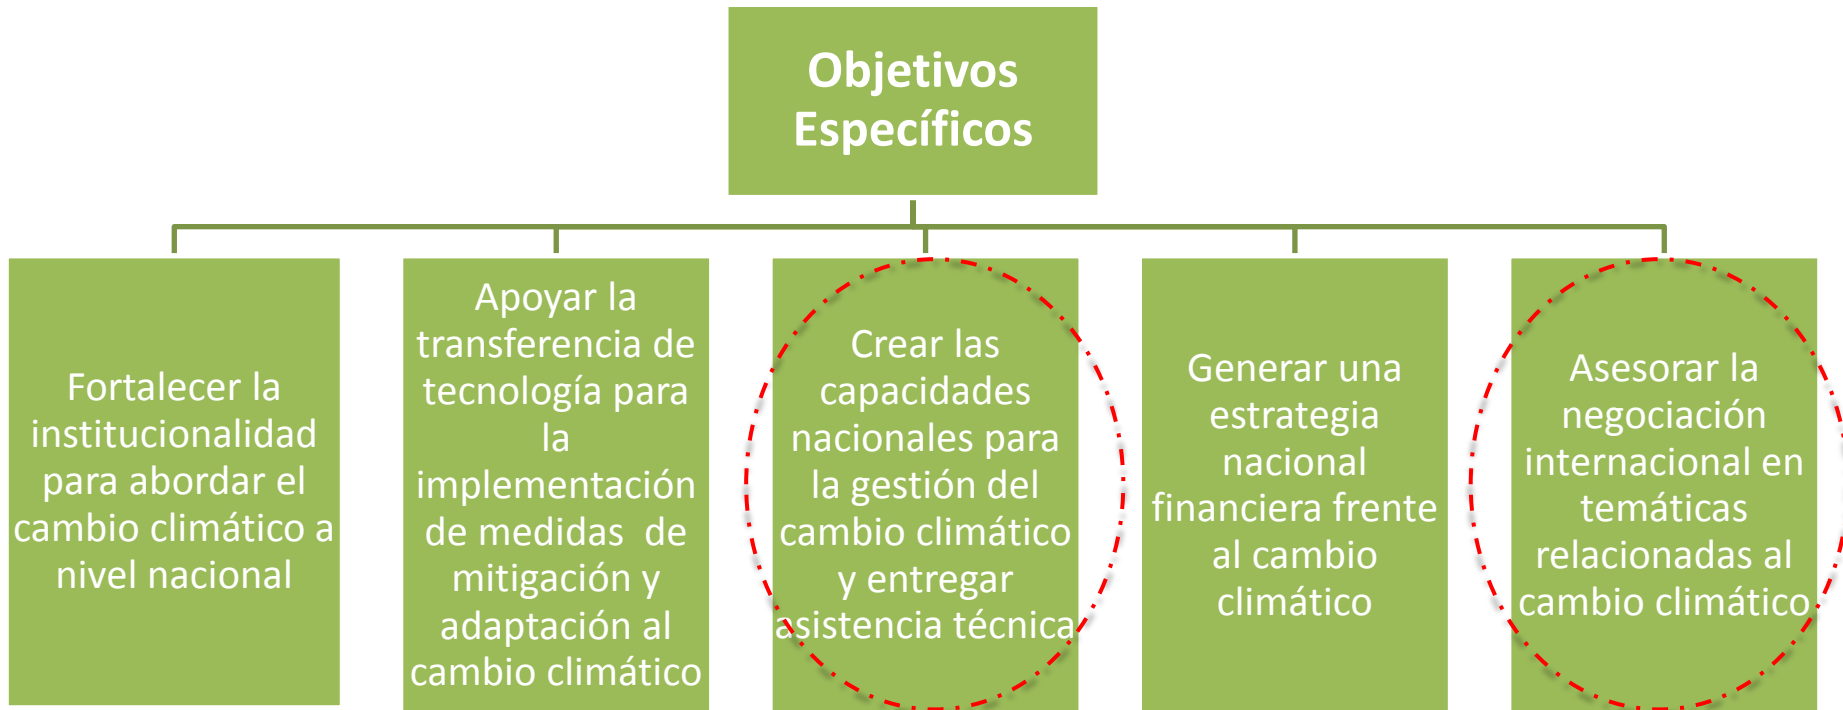 Objetivos
Específicos
Fortalecer la
institucionalidad
para abordar el
cambio climático a
nivel nacional
Apoyar la
transferencia de
tecnología para
la
implementación
de medidas  de
mitigación y
adaptación al
cambio climático
Crear las
capacidades
nacionales para
la gestión del
cambio climático
y entregar
asistencia técnica
Generar una
estrategia
nacional
financiera frente
al cambio
climático
Asesorar la
negociación
internacional en
temáticas
relacionadas al
cambio climático